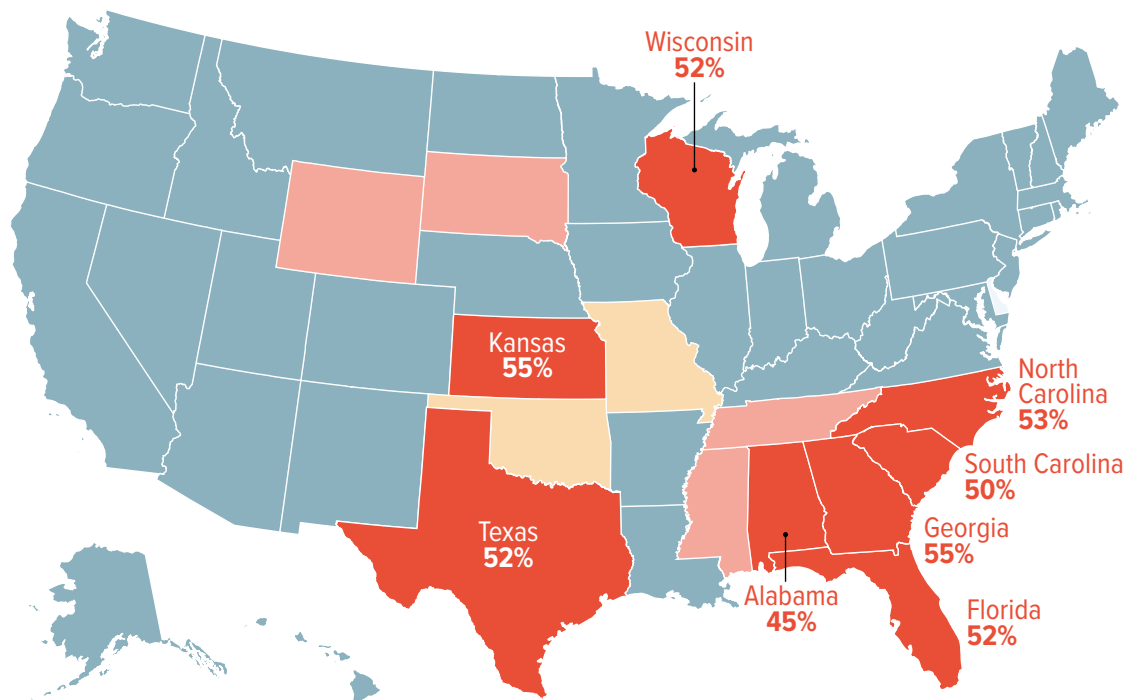 Wisconsin
52%
Kansas
55%
North
Carolina
53%
South Carolina
50%
Texas
52%
Georgia
55%
Alabama
45%
Florida
52%